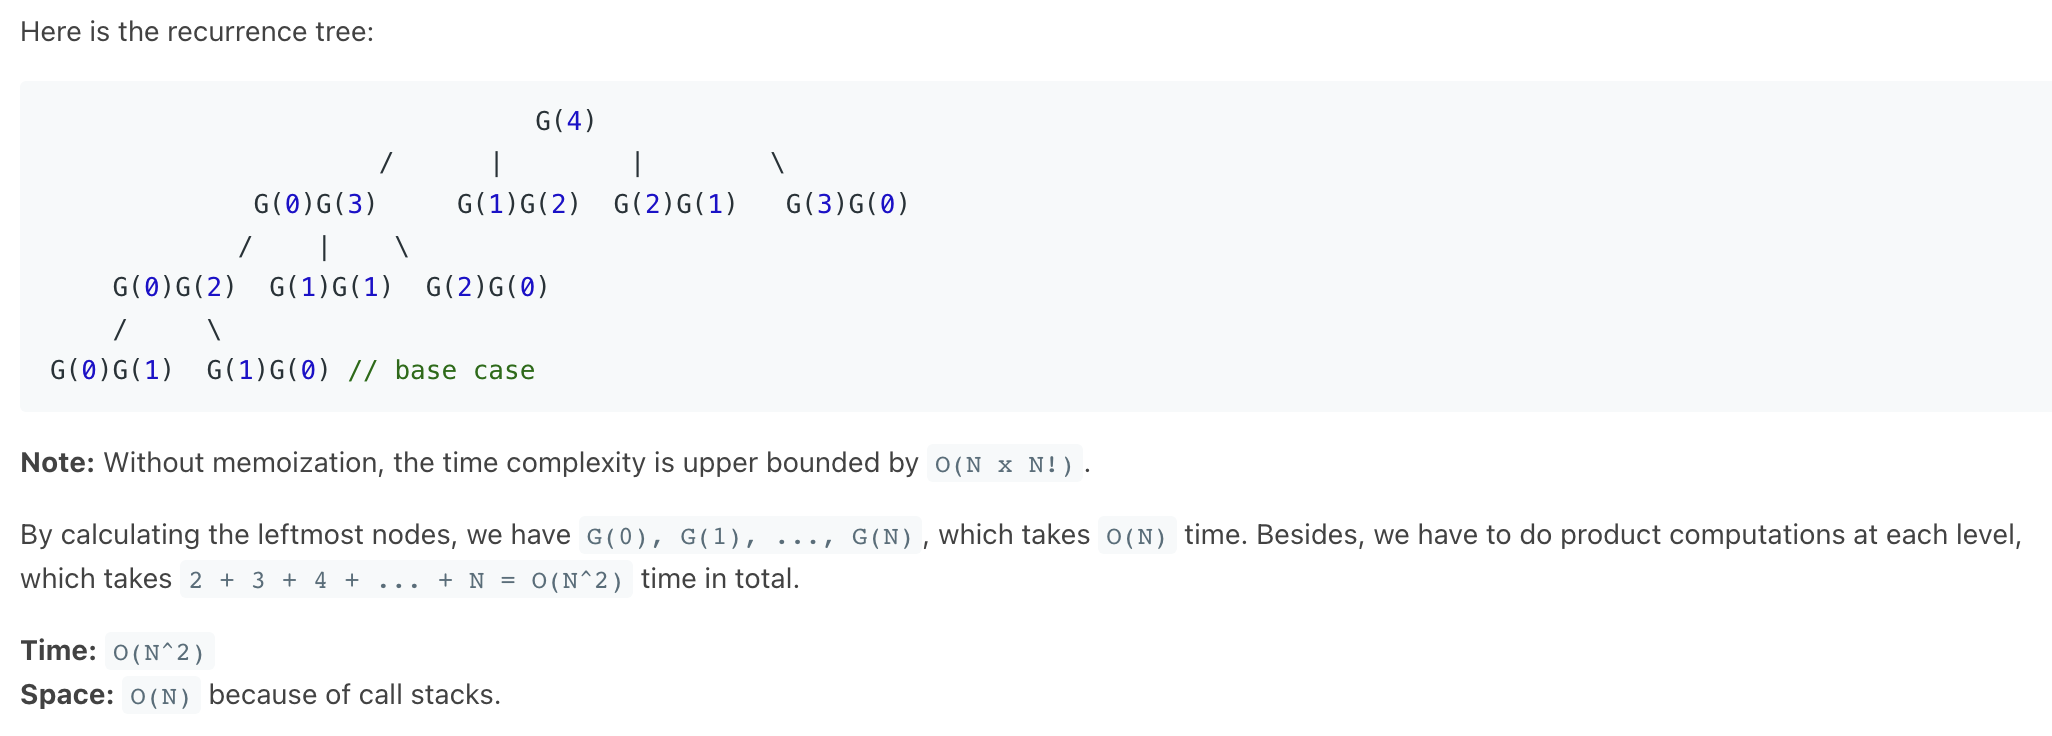 Here is the recurrence tree:
G(4)
/ | | \
G(0)G(3) G(1)G(2) G(2)G(1) G(3)G(0)
/ | \
G(0)G(2) G(1)G(1) G(2)G(0)
/ \
G(0)G(1) G(1)G(0) // base case
Note: Without memoization, the time complexity is upper bounded by O(N x N!).
By calculating the leftmost nodes, we have G(0), G(1), ..., G(N), which takes O(N) time. Besides, we have to do product computations at each level,
which takes 2 + 3 + 4 + ... + N = O(N^2) time in total.
Time: O(N^2)
Space: O(N) because of call stacks.